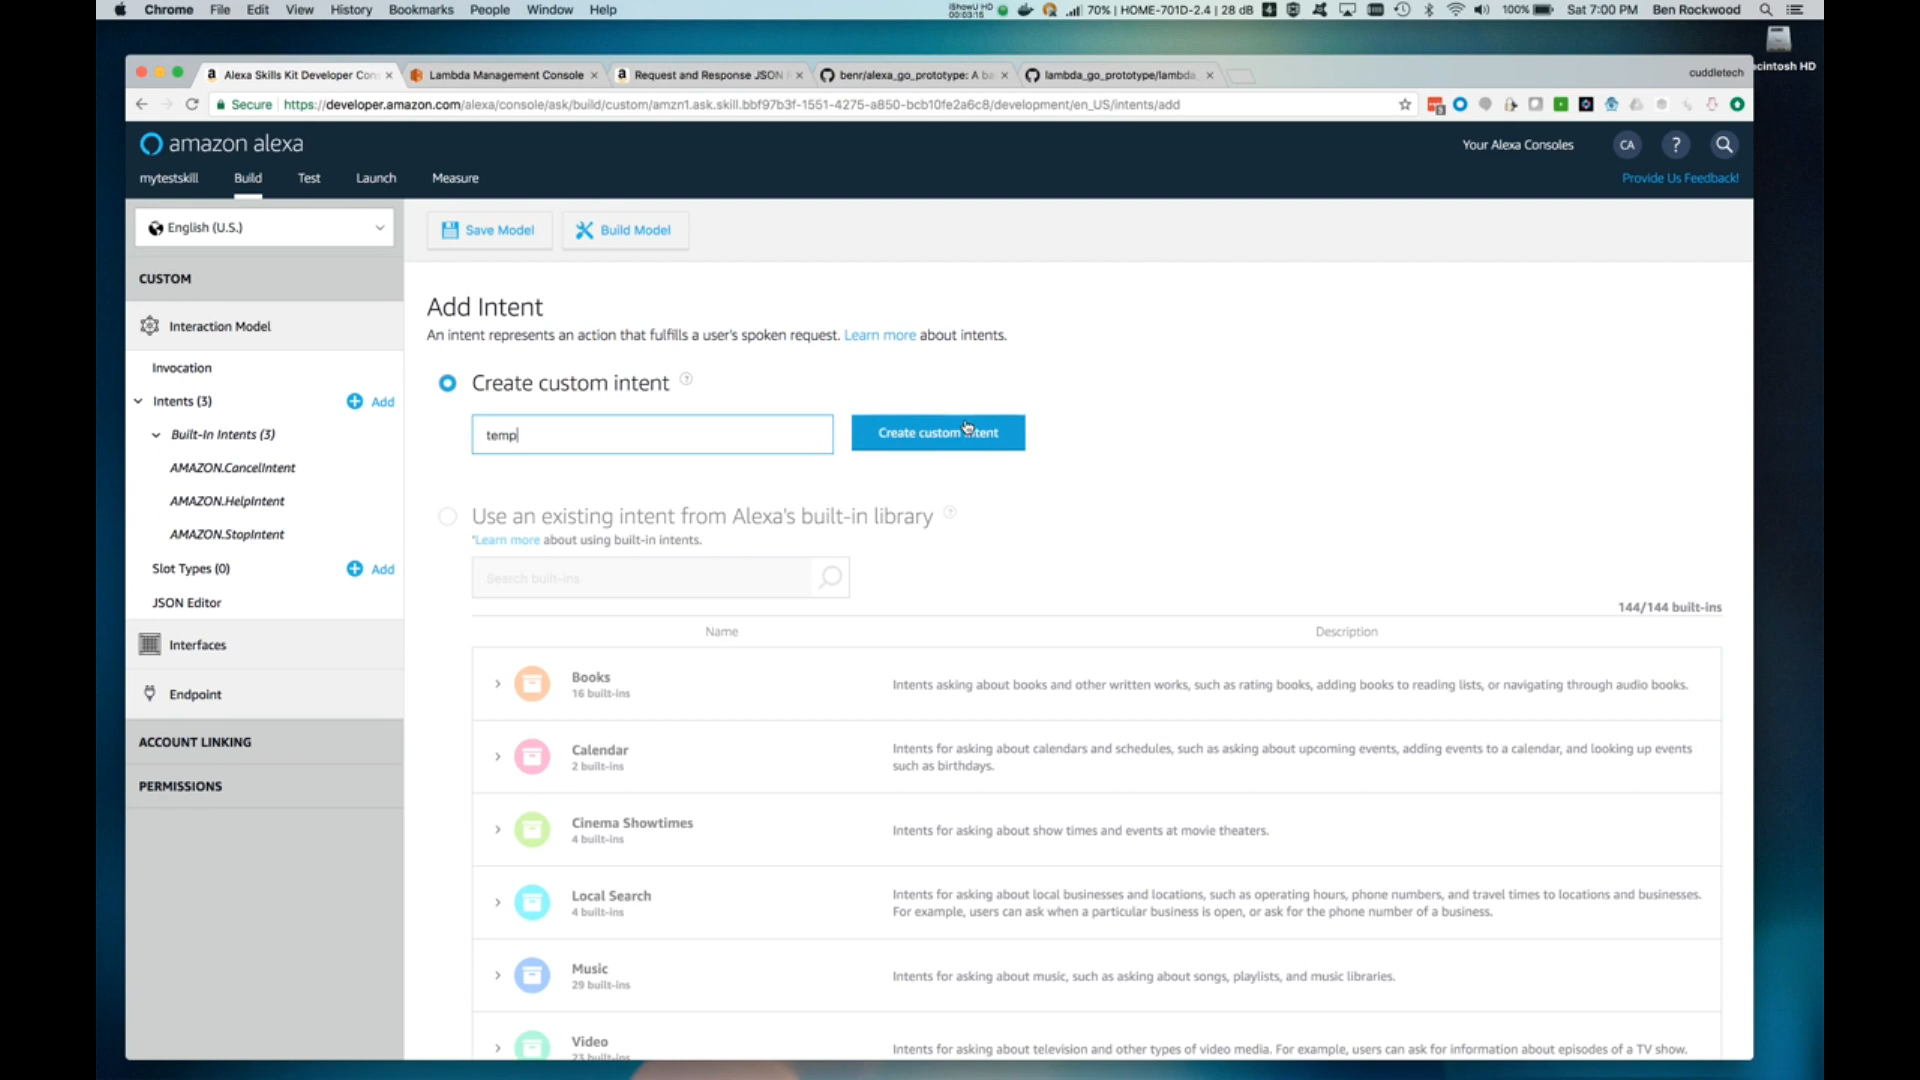 Chrome File Edit View History Bookmarks People Window Help
iShowU HD 00:03:15 70% | HOME-701D-2.4 | 28 dB 100% Sat 7:00 PM Ben Rockwood
acintosh HD
Alexa Skills Kit Developer Con Lambda Management Console Request and Response JSON R benr/alexa_go_prototype: A ba lambda_go_prototype/lambda_ cuddletech
Secure https://developer.amazon.com/alexa/console/ask/build/custom/amzn1.ask.skill.bbf97b3f-1551-4275-a850-bcb10fe2a6c8/development/en_US/intents/add
amazon alexa
Your Alexa Consoles CA ?
mytestskill Build Test Launch Measure
Provide Us Feedback!
English (U.S.)
Save Model Build Model
CUSTOM
Interaction Model
Invocation
Intents (3) Add
Built-In Intents (3)
AMAZON.CancelIntent
AMAZON.HelpIntent
AMAZON.StopIntent
Slot Types (0) Add
JSON Editor
Interfaces
Endpoint
ACCOUNT LINKING
PERMISSIONS
Add Intent
An intent represents an action that fulfills a user's spoken request. Learn more about intents.
Create custom intent ?
temp
Create custom intent
Use an existing intent from Alexa's built-in library ?
*Learn more about using built-in intents.
Search built-ins
144/144 built-ins
Name Description
Books
16 built-ins
Intents asking about books and other written works, such as rating books, adding books to reading lists, or navigating through audio books.
Calendar
2 built-ins
Intents for asking about calendars and schedules, such as asking about upcoming events, adding events to a calendar, and looking up events
such as birthdays.
Cinema Showtimes
4 built-ins
Intents for asking about show times and events at movie theaters.
Local Search
4 built-ins
Intents for asking about local businesses and locations, such as operating hours, phone numbers, and travel times to locations and businesses.
For example, users can ask when a particular business is open, or ask for the phone number of a business.
Music
29 built-ins
Intents for asking about music, such as asking about songs, playlists, and music libraries.
Video
23 built-ins
Intents for asking about television and other types of video media. For example, users can ask for information about episodes of a TV show.